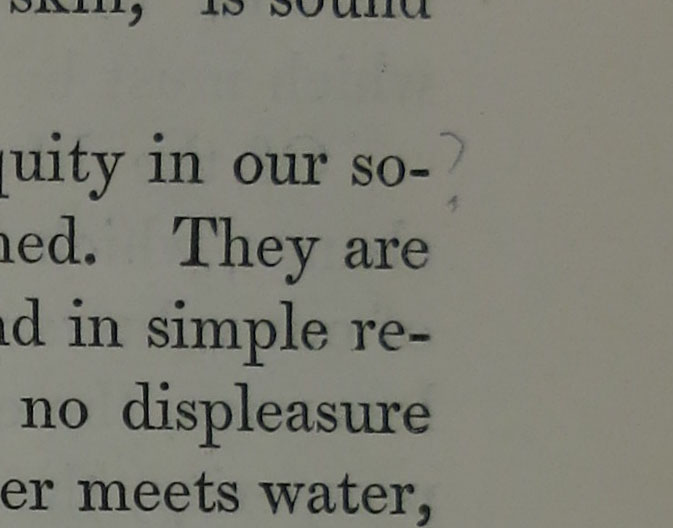 skin, is sound
quity in our so- ?
ned. They are
nd in simple re-
no displeasure
er meets water,